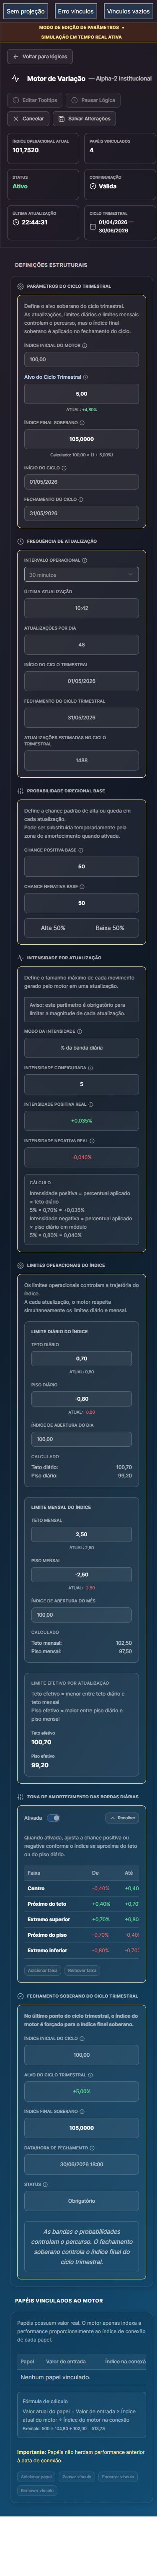 Sem projeção
Erro vínculos
Vínculos vazios
MODO DE EDIÇÃO DE PARÂMETROS
SIMULAÇÃO EM TEMPO REAL ATIVA
Voltar para lógicas
Motor de Variação — Alpha-2 Institucional
Editar Tooltips
Pausar Lógica
Cancelar
Salvar Alterações
ÍNDICE OPERACIONAL ATUAL
101,7520
PAPÉIS VINCULADOS
4
STATUS
Ativo
CONFIGURAÇÃO
Válida
ÚLTIMA ATUALIZAÇÃO
22:44:31
CICLO TRIMESTRAL
01/04/2026 —
30/06/2026
DEFINIÇÕES ESTRUTURAIS
PARÂMETROS DO CICLO TRIMESTRAL
Define o alvo soberano do ciclo trimestral.
As atualizações, limites diários e limites mensais
controlam o percurso, mas o índice final
soberano é aplicado no fechamento do ciclo.
ÍNDICE INICIAL DO MOTOR
100,00
Alvo do Ciclo Trimestral
5,00
ATUAL: +4,80%
ÍNDICE FINAL SOBERANO
105,0000
Calculado: 100,00 × (1 + 5,00%)
INÍCIO DO CICLO
01/05/2026
FECHAMENTO DO CICLO
31/05/2026
FREQUÊNCIA DE ATUALIZAÇÃO
INTERVALO OPERACIONAL
30 minutos
ÚLTIMA ATUALIZAÇÃO
10:42
ATUALIZAÇÕES POR DIA
48
INÍCIO DO CICLO TRIMESTRAL
01/05/2026
FECHAMENTO DO CICLO TRIMESTRAL
31/05/2026
ATUALIZAÇÕES ESTIMADAS NO CICLO
TRIMESTRAL
1488
PROBABILIDADE DIRECIONAL BASE
Define a chance padrão de alta ou queda em
cada atualização.
Pode ser substituída temporariamente pela
zona de amortecimento quando ativada.
CHANCE POSITIVA BASE
50
CHANCE NEGATIVA BASE
50
Alta 50%
Baixa 50%
INTENSIDADE POR ATUALIZAÇÃO
Define o tamanho máximo de cada movimento
gerado pelo motor em uma atualização.
Aviso: este parâmetro é obrigatório para
limitar a magnitude de cada atualização.
MODO DA INTENSIDADE
% da banda diária
INTENSIDADE CONFIGURADA
5
INTENSIDADE POSITIVA REAL
+0,035%
INTENSIDADE NEGATIVA REAL
-0,040%
CÁLCULO
Intensidade positiva = percentual aplicado
× teto diário
5% × 0,70% = +0,035%
Intensidade negativa = percentual aplicado
× piso diário em módulo
5% × 0,80% = 0,040%
LIMITES OPERACIONAIS DO ÍNDICE
Os limites operacionais controlam a trajetória do
índice.
A cada atualização, o motor respeita
simultaneamente os limites diário e mensal.
LIMITE DIÁRIO DO ÍNDICE
TETO DIÁRIO
0,70
ATUAL: 0,80
PISO DIÁRIO
-0,80
ATUAL: -0,90
ÍNDICE DE ABERTURA DO DIA
100,00
CALCULADO
Teto diário: 100,70
Piso diário: 99,20
LIMITE MENSAL DO ÍNDICE
TETO MENSAL
2,50
ATUAL: 2,00
PISO MENSAL
-2,50
ATUAL: -2,30
ÍNDICE DE ABERTURA DO MÊS
100,00
CALCULADO
Teto mensal: 102,50
Piso mensal: 97,50
LIMITE EFETIVO POR ATUALIZAÇÃO
Teto efetivo = menor entre teto diário e
teto mensal
Piso efetivo = maior entre piso diário e
piso mensal
Teto efetivo
100,70
Piso efetivo
99,20
ZONA DE AMORTECIMENTO DAS BORDAS DIÁRIAS
Ativada
Recolher
Quando ativada, ajusta a chance positiva ou
negativa conforme o índice se aproxima do teto
ou do piso diário.
Faixa De Até
Centro -0,40% +0,40
Próximo do teto +0,40% +0,70
Extremo superior +0,70% +0,80
Próximo do piso -0,70% -0,40
Extremo inferior -0,80% -0,70
Adicionar faixa
Remover faixa
FECHAMENTO SOBERANO DO CICLO TRIMESTRAL
No último ponto do ciclo trimestral, o índice do
motor é forçado para o índice final soberano.
ÍNDICE INICIAL DO CICLO
100,00
ALVO DO CICLO TRIMESTRAL
+5,00%
ÍNDICE FINAL SOBERANO
105,0000
DATA/HORA DE FECHAMENTO
30/06/2026 18:00
STATUS
Obrigatório
As bandas e probabilidades
controlam o percurso. O fechamento
soberano controla o índice final do
ciclo trimestral.
PAPÉIS VINCULADOS AO MOTOR
Papéis possuem valor real. O motor apenas indexa a
performance proporcionalmente ao índice de conexão
de cada papel.
Papel Valor de entrada Índice na conexã
Nenhum papel vinculado.
Fórmula de cálculo
Valor atual do papel = Valor de entrada × Índice
atual do motor ÷ Índice do motor na conexão
Importante: Papéis não herdam performance anterior
à data de conexão.
Adicionar papel
Pausar vínculo
Encerrar vínculo
Remover vínculo